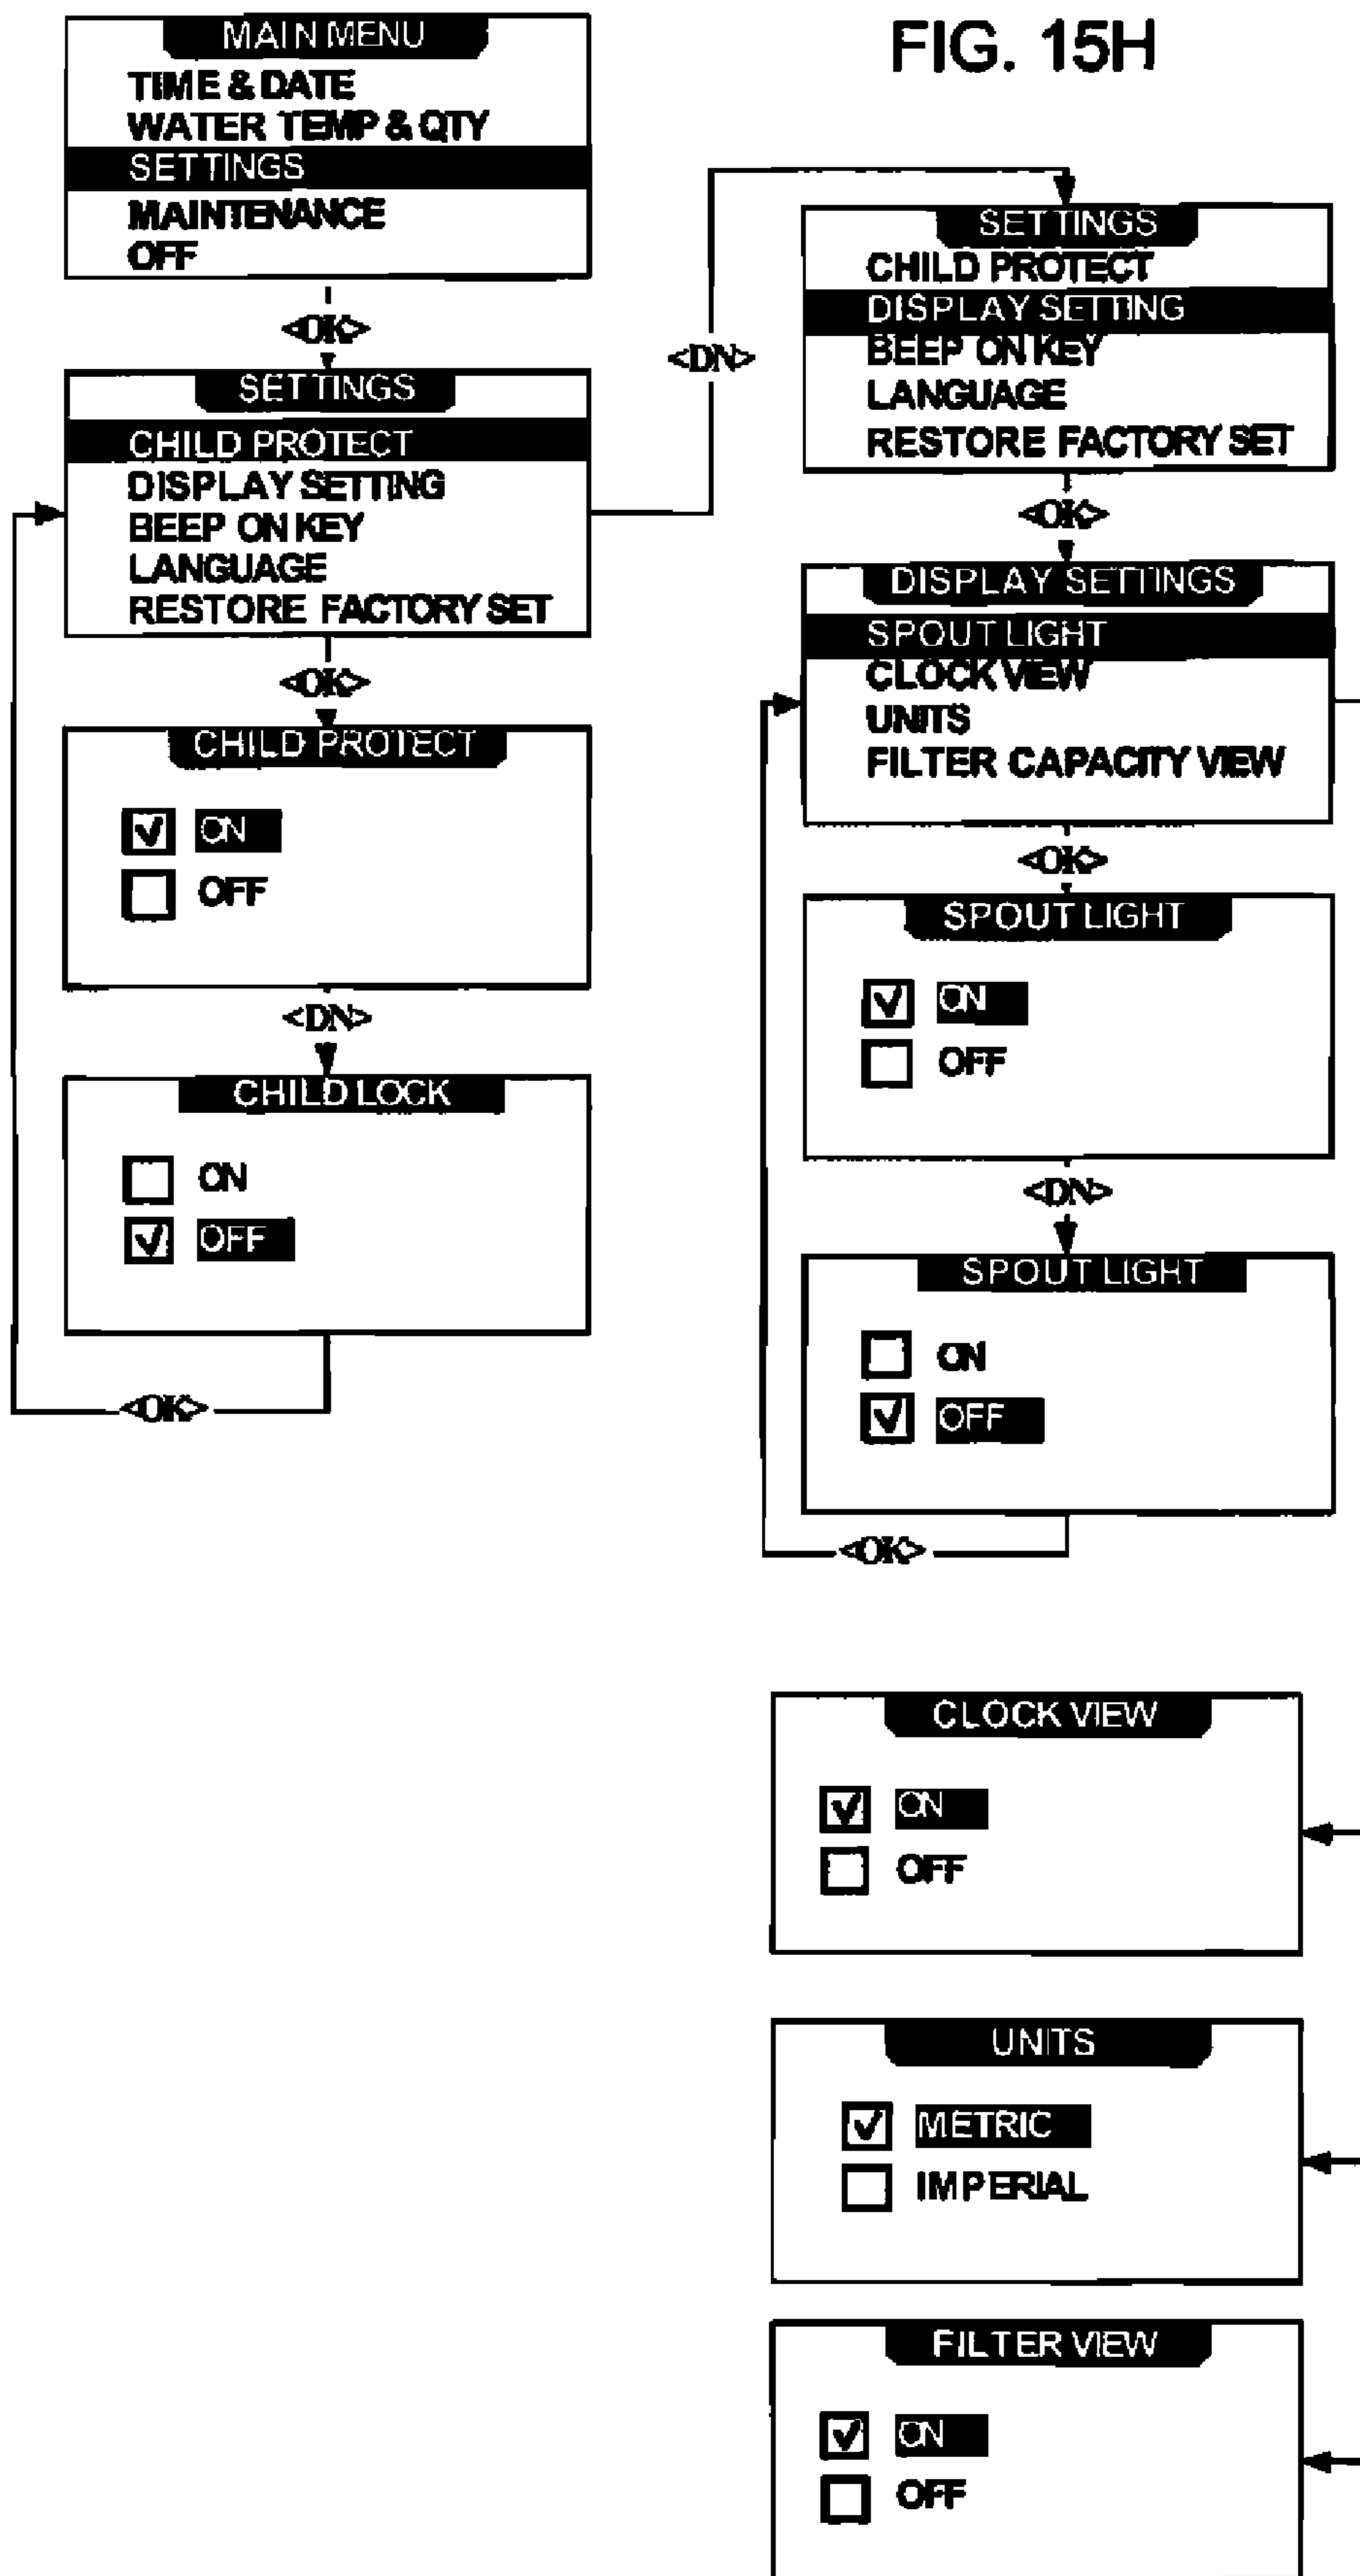 FIG. 15H
MAIN MENU
TIME & DATE
WATER TEMP & QTY
SETTINGS
MAINTENANCE
OFF
<OK>
SETTINGS
CHILD PROTECT
DISPLAY SETTING
BEEP ON KEY
LANGUAGE
RESTORE FACTORY SET
<OK>
CHILD PROTECT
ON
OFF
<DN>
CHILD LOCK
ON
OFF
<OK>
<DN>
SETTINGS
CHILD PROTECT
DISPLAY SETTING
BEEP ON KEY
LANGUAGE
RESTORE FACTORY SET
<OK>
DISPLAY SETTINGS
SPOUT LIGHT
CLOCK VIEW
UNITS
FILTER CAPACITY VIEW
<OK>
SPOUT LIGHT
ON
OFF
<DN>
SPOUT LIGHT
ON
OFF
<OK>
CLOCK VIEW
ON
OFF
UNITS
METRIC
IMPERIAL
FILTER VIEW
ON
OFF